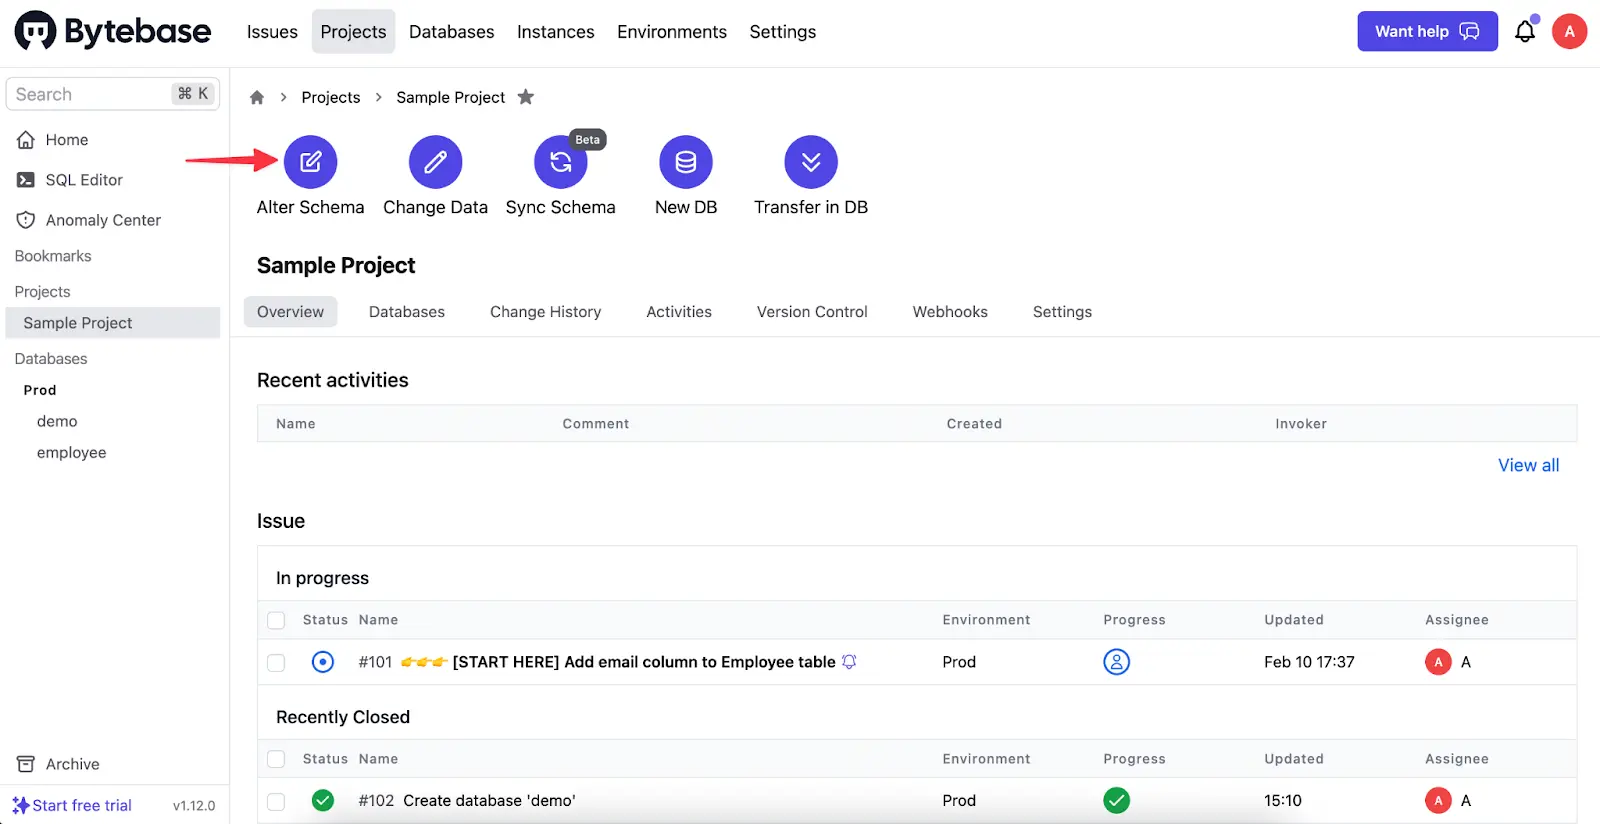 Bytebase
Issues Projects Databases Instances Environments Settings
Want help
A
Search ⌘ K
Home
SQL Editor
Anomaly Center
Bookmarks
Projects
Sample Project
Databases
Prod
demo
employee
Archive
Start free trial v1.12.0
Projects Sample Project
Beta
Alter Schema Change Data Sync Schema New DB Transfer in DB
Sample Project
Overview Databases Change History Activities Version Control Webhooks Settings
Recent activities
Name Comment Created Invoker
View all
Issue
In progress
Status Name Environment Progress Updated Assignee
#101 👉👉👉 [START HERE] Add email column to Employee table Prod Feb 10 17:37 A A
Recently Closed
Status Name Environment Progress Updated Assignee
#102 Create database 'demo' Prod 15:10 A A